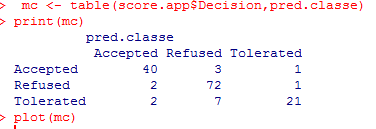 >  mc <- table(score.app$Decision,pred.classe)
> print(mc)
pred.classe
Accepted Refused Tolerated
Accepted 40 3 1
Refused 2 72 1
Tolerated 2 7 21
> plot(mc)